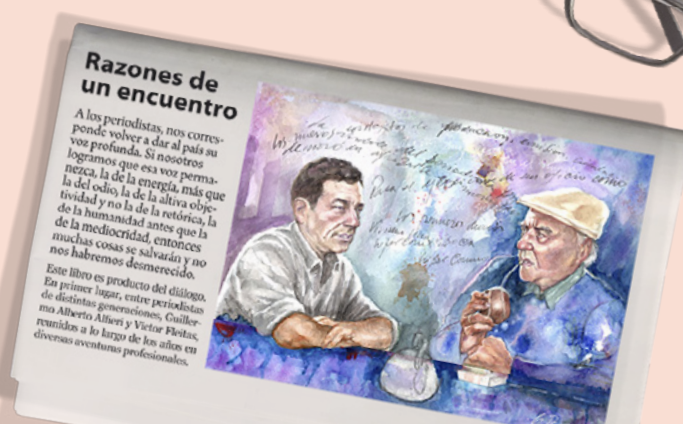 Razones de
un encuentro
A los periodistas, nos corres-
ponde volver a dar al país su
voz profunda. Si nosotros
logramos que esa voz perma-
nezca, la de la energía, más que
la del odio, la de la altiva obje-
tividad y no la de la retórica, la
de la humanidad antes que la
de la mediocridad, entonces
muchas cosas se salvarán y no
nos habremos desmerecido.
Este libro es producto del diálogo.
En primer lugar, entre periodistas
de distintas generaciones, Guiller-
mo Alberto Alfieri y Víctor Fleitas,
reunidos a lo largo de los años en
diversas aventuras profesionales.